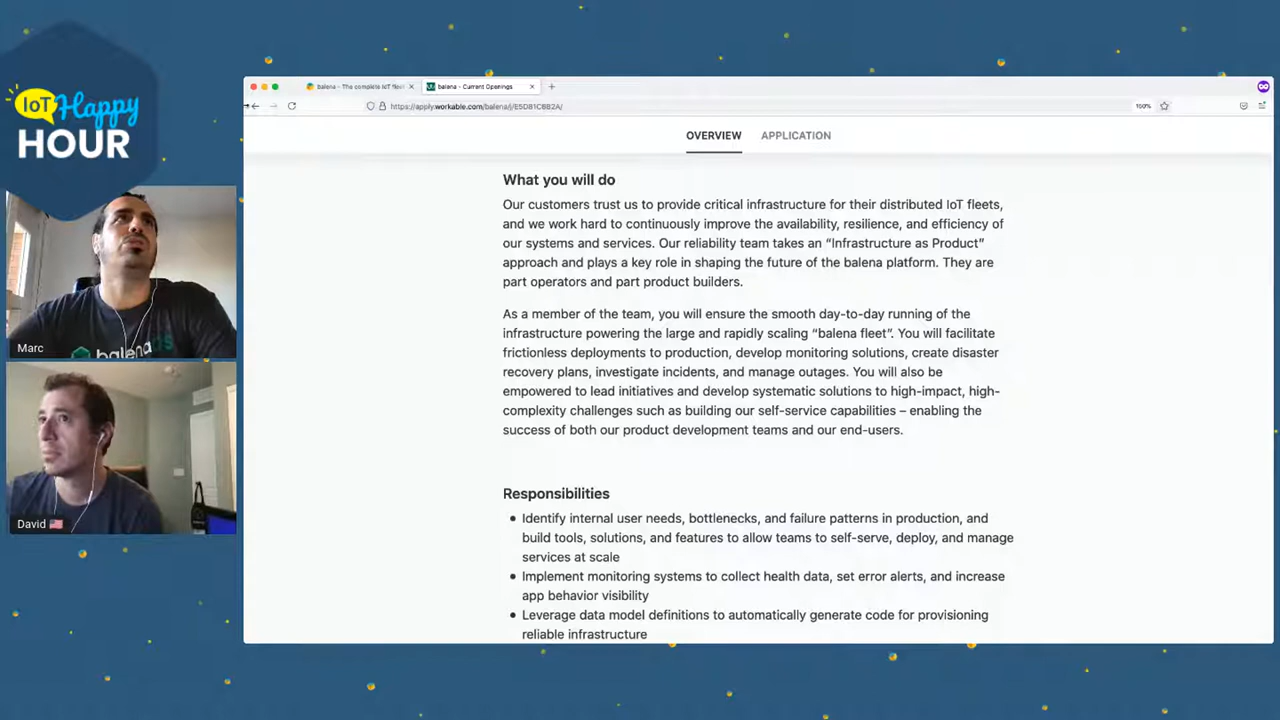 IoT Happy
HOUR
Marc
balena
David
balena - The complete IoT fleet
balena - Current Openings
https://apply.workable.com/balena/j/E5D81C8B2A/
100%
OVERVIEW
APPLICATION
What you will do
Our customers trust us to provide critical infrastructure for their distributed IoT fleets,
and we work hard to continuously improve the availability, resilience, and efficiency of
our systems and services. Our reliability team takes an “Infrastructure as Product”
approach and plays a key role in shaping the future of the balena platform. They are
part operators and part product builders.
As a member of the team, you will ensure the smooth day-to-day running of the
infrastructure powering the large and rapidly scaling “balena fleet”. You will facilitate
frictionless deployments to production, develop monitoring solutions, create disaster
recovery plans, investigate incidents, and manage outages. You will also be
empowered to lead initiatives and develop systematic solutions to high-impact, high-
complexity challenges such as building our self-service capabilities – enabling the
success of both our product development teams and our end-users.
Responsibilities
• Identify internal user needs, bottlenecks, and failure patterns in production, and
build tools, solutions, and features to allow teams to self-serve, deploy, and manage
services at scale
• Implement monitoring systems to collect health data, set error alerts, and increase
app behavior visibility
• Leverage data model definitions to automatically generate code for provisioning
reliable infrastructure